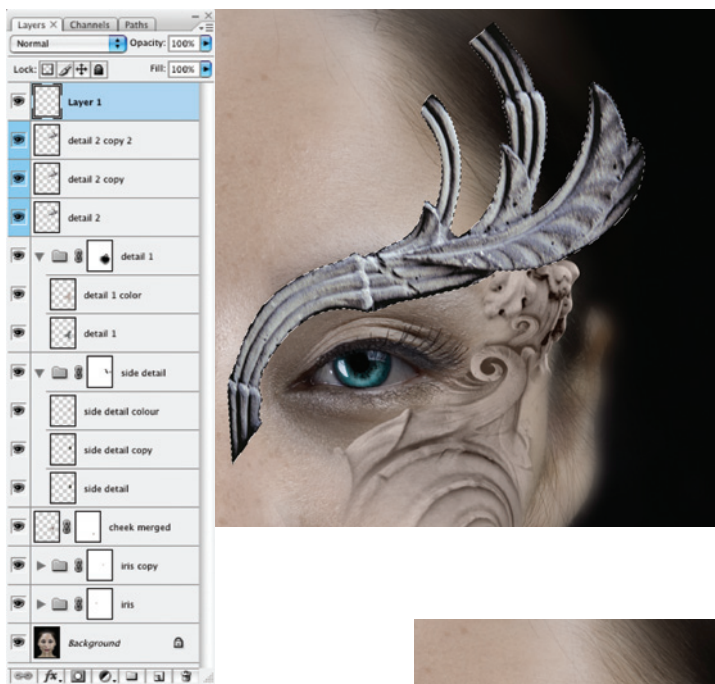 Layers × Channels Paths
Normal Opacity: 100%
Lock: Fill: 100%
Layer 1
detail 2 copy 2
detail 2 copy
detail 2
detail 1
detail 1 color
detail 1
side detail
side detail colour
side detail copy
side detail
cheek merged
iris copy
iris
Background
fx.